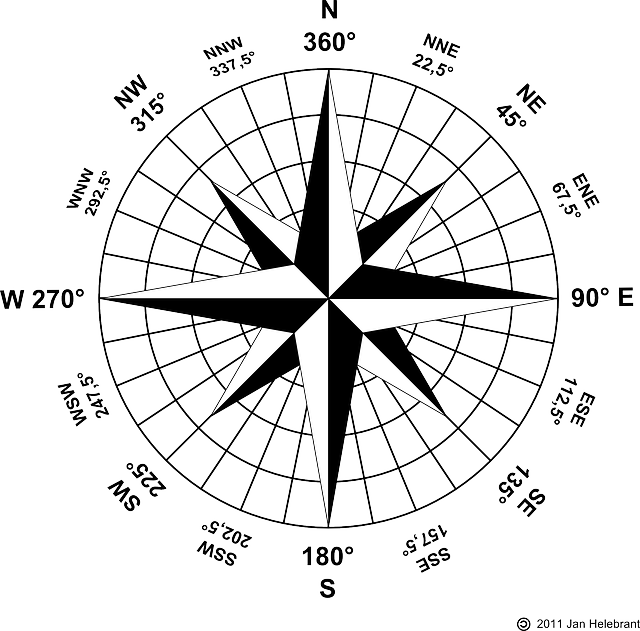 N
360°
NNW
337,5°
NNE
22,5°
NW
315°
NE
45°
WNW
292,5°
ENE
67,5°
W 270°
90° E
WSW
247,5°
ESE
112,5°
SW
225°
SE
135°
SSW
202,5°
SSE
157,5°
180°
S
© 2011 Jan Helebrant